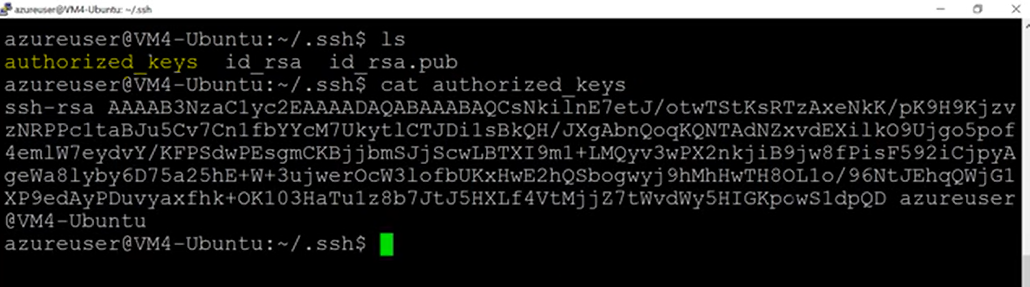 azureuser@VM4-Ubuntu: ~/.ssh
azureuser@VM4-Ubuntu:~/.ssh$ ls
authorized_keys  id_rsa  id_rsa.pub
azureuser@VM4-Ubuntu:~/.ssh$ cat authorized_keys
ssh-rsa AAAAB3NzaC1yc2EAAAADAQABAAABAQCsNkilnE7etJ/otwTStKsRTzAxeNkK/pK9H9Kjzv
zNRPPc1taBJu5Cv7Cn1fbYYcM7UkytlCTJDi1sBkQH/JXgAbnQoqKQNTAdNZxvdEXilkO9Ujgo5pof
4emlW7eydvY/KFPSdwPEsgmCKBjjbmSJjScwLBTXI9m1+LMQyv3wPX2nkjiB9jw8fPisF592iCjpyA
geWa8lyby6D75a25hE+W+3ujwerOcW3lofbUKxHwE2hQSbogwyj9hMhHwTH8OL1o/96NtJEhqQWjG1
XP9edAyPDuvyaxfhk+OK103HaTu1z8b7JtJ5HXLf4VtMjjZ7tWvdWy5HIGKpowS1dpQD azureuser
@VM4-Ubuntu
azureuser@VM4-Ubuntu:~/.ssh$